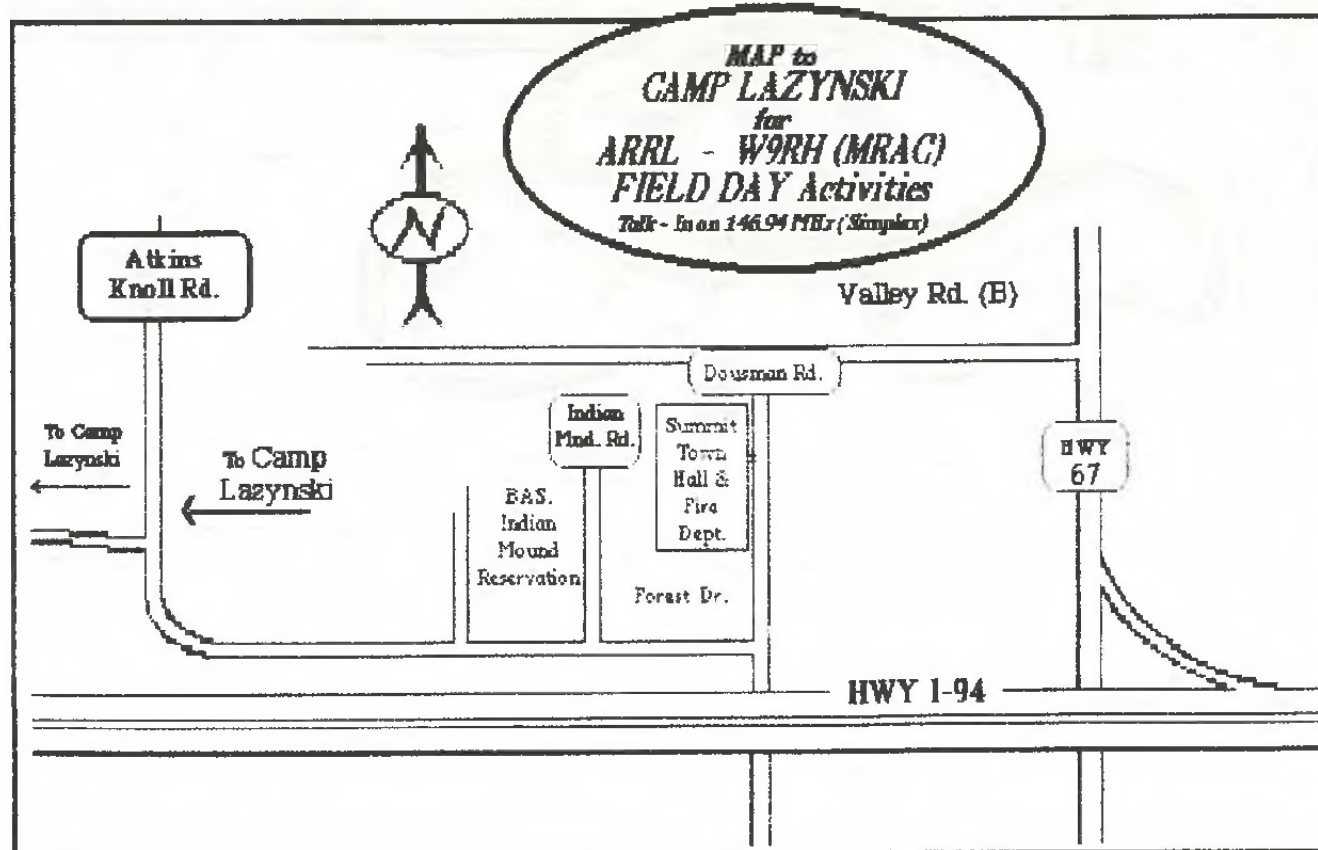 MAP to
CAMP LAZYNSKI
for
ARRL - W9RH (MRAC)
FIELD DAY Activities
Talk - In on 146.94 MHz (Simplex)
N
Valley Rd. (B)
Atkins
Knoll Rd.
Dousman Rd.
To Camp
Lazynski
To Camp
Lazynski
Indian
Mnd. Rd.
Summit
Town
Hall &
Fire
Dept.
HWY
67
BAS.
Indian
Mound
Reservation
Forest Dr.
HWY I-94